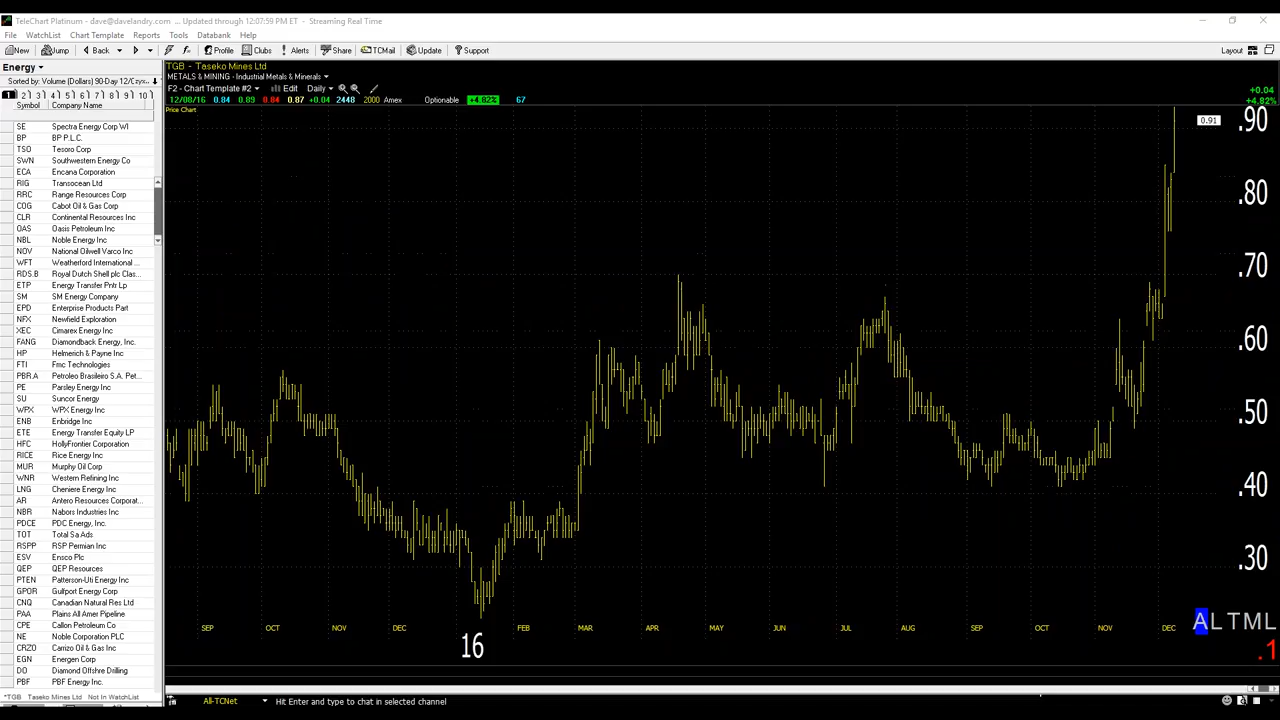 TeleChart Platinum - dave@davelandry.com ... Updated through 12:07:59 PM ET - Streaming Real Time
File WatchList Chart Template Reports Tools Databank Help
New Jump Back Profile Clubs Alerts Share TCMail Update Support Layout
Energy
Sorted by: Volume (Dollars) 90-Day 12/
1 2 3 4 5 6 7 8 9 10
Symbol Company Name
SE Spectra Energy Corp WI
BP BP P.L.C.
TSO Tesoro Corp
SWN Southwestern Energy Co
ECA Encana Corporation
RIG Transocean Ltd
RRC Range Resources Corp
COG Cabot Oil & Gas Corp
CLR Continental Resources Inc
OAS Oasis Petroleum Inc
NBL Noble Energy Inc
NOV National Oilwell Varco Inc
WFT Weatherford International ...
RDS.B Royal Dutch Shell plc Clas...
ETP Energy Transfer Pntr Lp
SM SM Energy Company
EPD Enterprise Products Part
NFX Newfield Exploration
XEC Cimarex Energy Inc
FANG Diamondback Energy, Inc.
HP Helmerich & Payne Inc
FTI Fmc Technologies
PBR.A Petroleo Brasileiro S.A. Pet...
PE Parsley Energy Inc
SU Suncor Energy
WPX WPX Energy Inc
ENB Enbridge Inc
ETE Energy Transfer Equity LP
HFC HollyFrontier Corporation
RICE Rice Energy Inc
MUR Murphy Oil Corp
WNR Western Refining Inc
LNG Cheniere Energy Inc
AR Antero Resources Corporat...
NBR Nabors Industries Inc
PDCE PDC Energy, Inc.
TOT Total Sa Ads
RSPP RSP Permian Inc
ESV Ensco Plc
QEP QEP Resources
PTEN Patterson-Uti Energy Inc
GPOR Gulfport Energy Corp
CNQ Canadian Natural Res Ltd
PAA Plains All Amer Pipeline
CPE Callon Petroleum Co
NE Noble Corporation PLC
CRZO Carrizo Oil & Gas Inc
EGN Energen Corp
DO Diamond Offshre Drilling
PBF PBF Energy Inc.
*TGB Taseko Mines Ltd Not In WatchList
TGB - Taseko Mines Ltd
METALS & MINING - Industrial Metals & Minerals
F2 - Chart Template #2 Edit Daily
12/08/16 0.84 0.89 0.84 0.87 +0.04 2448 2000 Amex Optionable +4.82% 67
+0.04
+4.82%
Price Chart
0.91
.90
.80
.70
.60
.50
.40
.30
SEP OCT NOV DEC 16 FEB MAR APR MAY JUN JUL AUG SEP OCT NOV DEC
ALTML
.1
All-TCNet Hit Enter and type to chat in selected channel